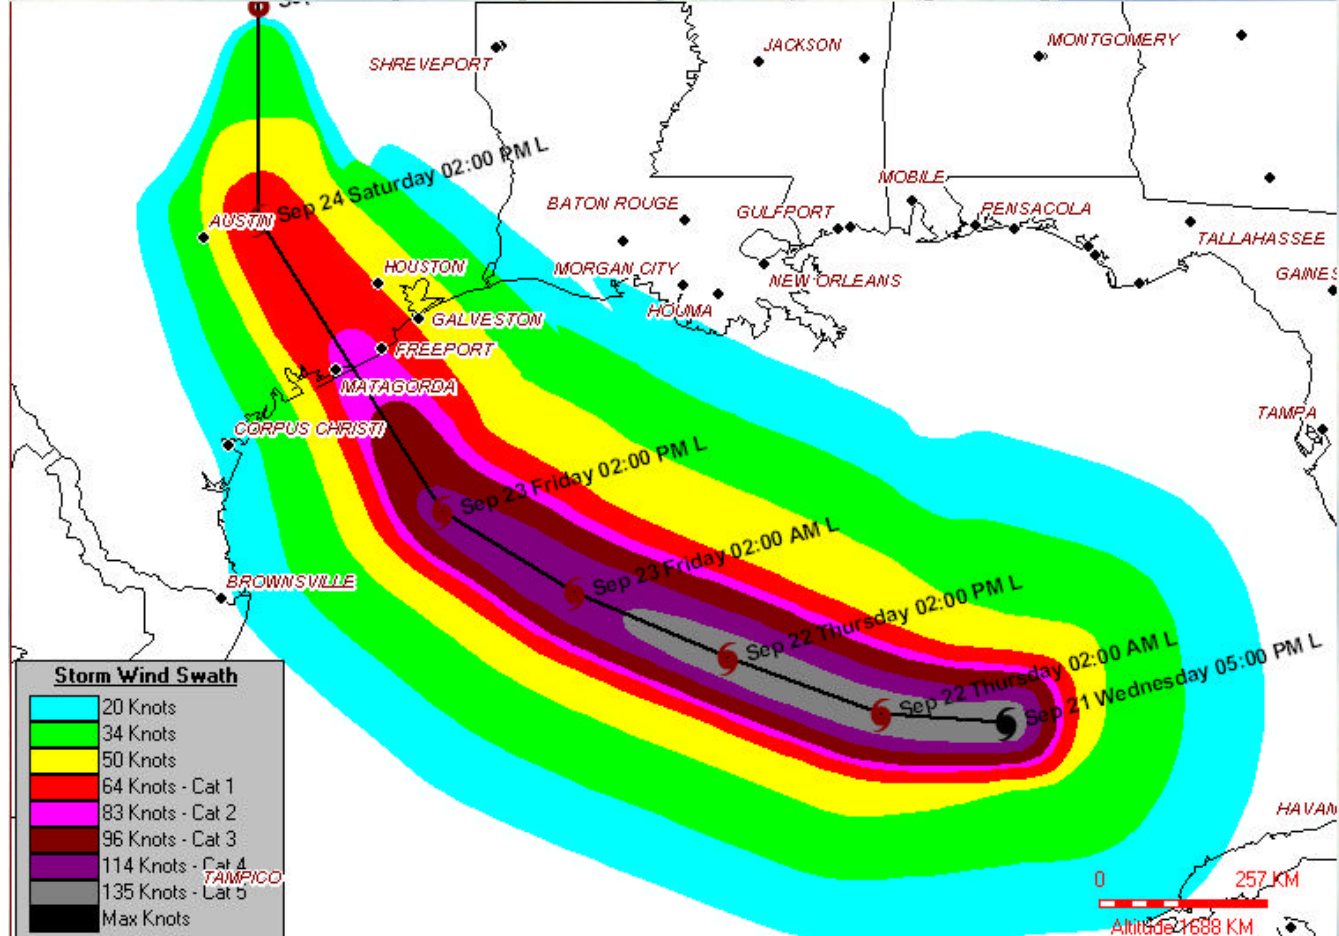 SHREVEPORT
JACKSON
MONTGOMERY
Sep 24 Saturday 02:00 PM L
MOBILE
BATON ROUGE
GULFPORT
PENSACOLA
AUSTIN
TALLAHASSEE
HOUSTON
MORGAN CITY
NEW ORLEANS
GAINES
HOUMA
GALVESTON
FREEPORT
MATAGORDA
TAMPA
CORPUS CHRISTI
Sep 23 Friday 02:00 PM L
Sep 23 Friday 02:00 AM L
BROWNSVILLE
Sep 22 Thursday 02:00 PM L
Sep 22 Thursday 02:00 AM L
Sep 21 Wednesday 05:00 PM L
Storm Wind Swath
20 Knots
34 Knots
50 Knots
64 Knots - Cat 1
83 Knots - Cat 2
96 Knots - Cat 3
114 Knots - Cat 4
TAMPICO
135 Knots - Cat 5
Max Knots
HAVAN
0 257 KM
Altitude 1688 KM